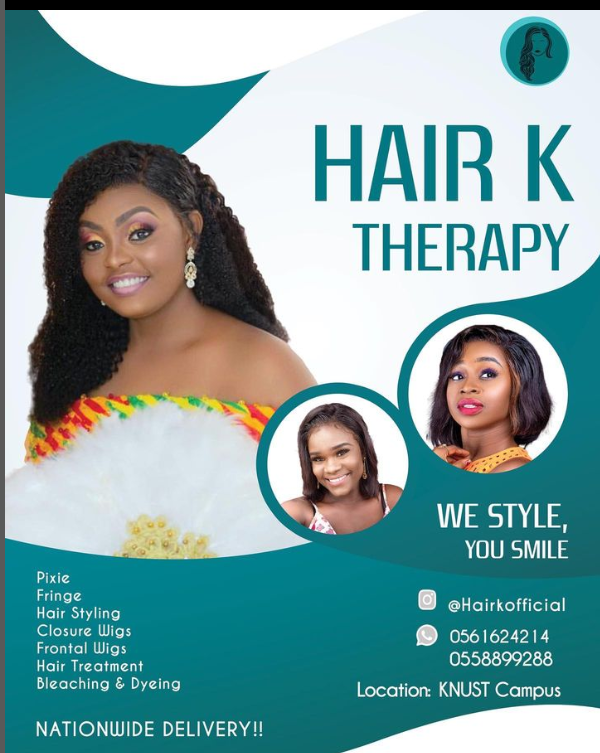 HAIR K
THERAPY
WE STYLE,
YOU SMILE
Pixie
Fringe
Hair Styling
Closure Wigs
Frontal Wigs
Hair Treatment
Bleaching & Dyeing
NATIONWIDE DELIVERY!!
@Hairkofficial
0561624214
0558899288
Location: KNUST Campus